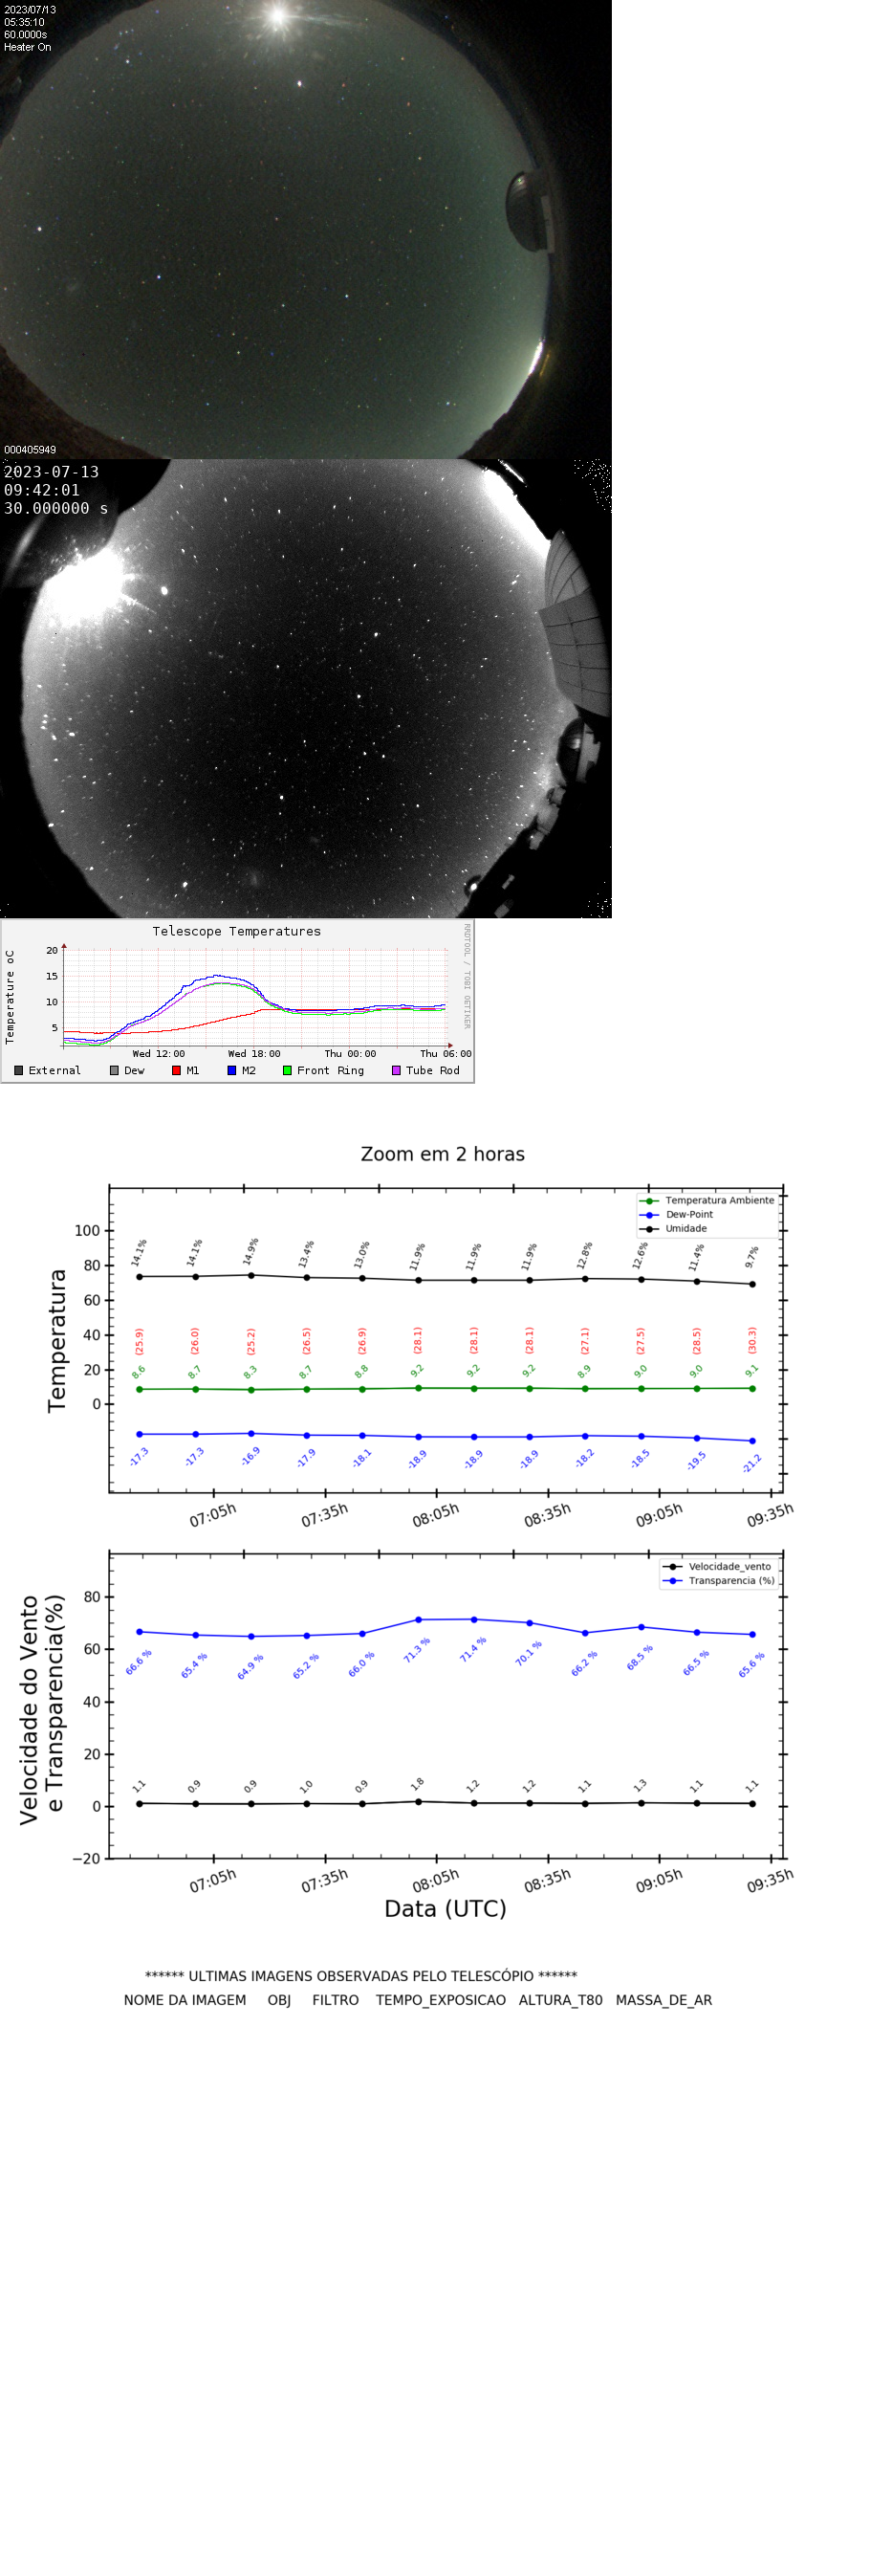 2023/07/13
05:35:10
60.0000s
Heater On
000405949
2023-07-13
09:42:01
30.000000 s
Telescope Temperatures
RRDTOOL / TOBI OETIKER
Temperature oC
20
15
10
5
Wed 12:00 Wed 18:00 Thu 00:00 Thu 06:00
External Dew M1 M2 Front Ring Tube Rod
Zoom em 2 horas
Temperatura
Temperatura Ambiente
Dew-Point
Umidade
100
80
60
40
20
0
14.1% 14.1% 14.9% 13.4% 13.0% 11.9% 11.9% 11.9% 12.8% 12.6% 11.4% 9.7%
(25.9) (26.0) (25.2) (26.5) (26.9) (28.1) (28.1) (28.1) (27.1) (27.5) (28.5) (30.3)
8.6 8.7 8.3 8.7 8.8 9.2 9.2 9.2 8.9 9.0 9.0 9.1
-17.3 -17.3 -16.9 -17.9 -18.1 -18.9 -18.9 -18.9 -18.2 -18.5 -19.5 -21.2
07:05h 07:35h 08:05h 08:35h 09:05h 09:35h
Velocidade do Vento
e Transparencia(%)
Velocidade_vento
Transparencia (%)
80
60
40
20
0
−20
66.6 % 65.4 % 64.9 % 65.2 % 66.0 % 71.3 % 71.4 % 70.1 % 66.2 % 68.5 % 66.5 % 65.6 %
1.1 0.9 0.9 1.0 0.9 1.8 1.2 1.2 1.1 1.3 1.1 1.1
07:05h 07:35h 08:05h 08:35h 09:05h 09:35h
Data (UTC)
****** ULTIMAS IMAGENS OBSERVADAS PELO TELESCÓPIO ******
NOME DA IMAGEM OBJ FILTRO TEMPO_EXPOSICAO ALTURA_T80 MASSA_DE_AR